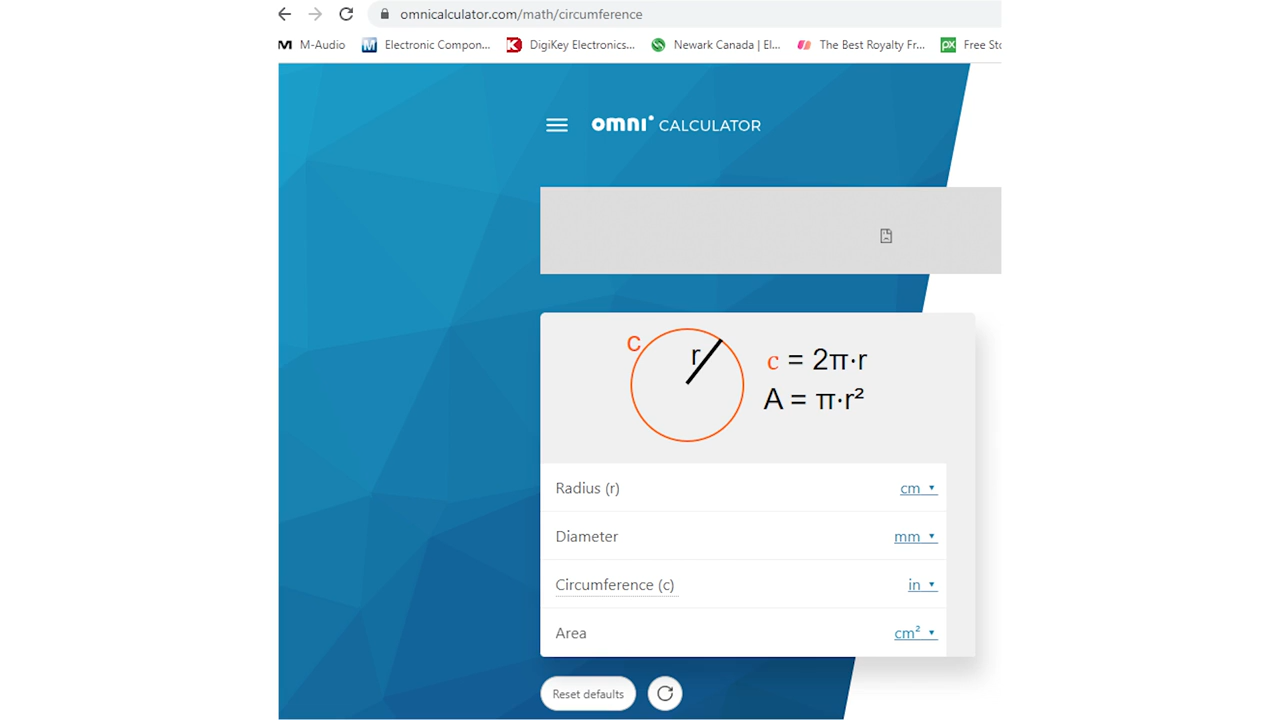 omnicalculator.com/math/circumference
M-Audio Electronic Compon... DigiKey Electronics... Newark Canada | El... The Best Royalty Fr... Free Sto
omni CALCULATOR
c
r
c = 2π·r
A = π·r²
Radius (r) cm
Diameter mm
Circumference (c) in
Area cm²
Reset defaults